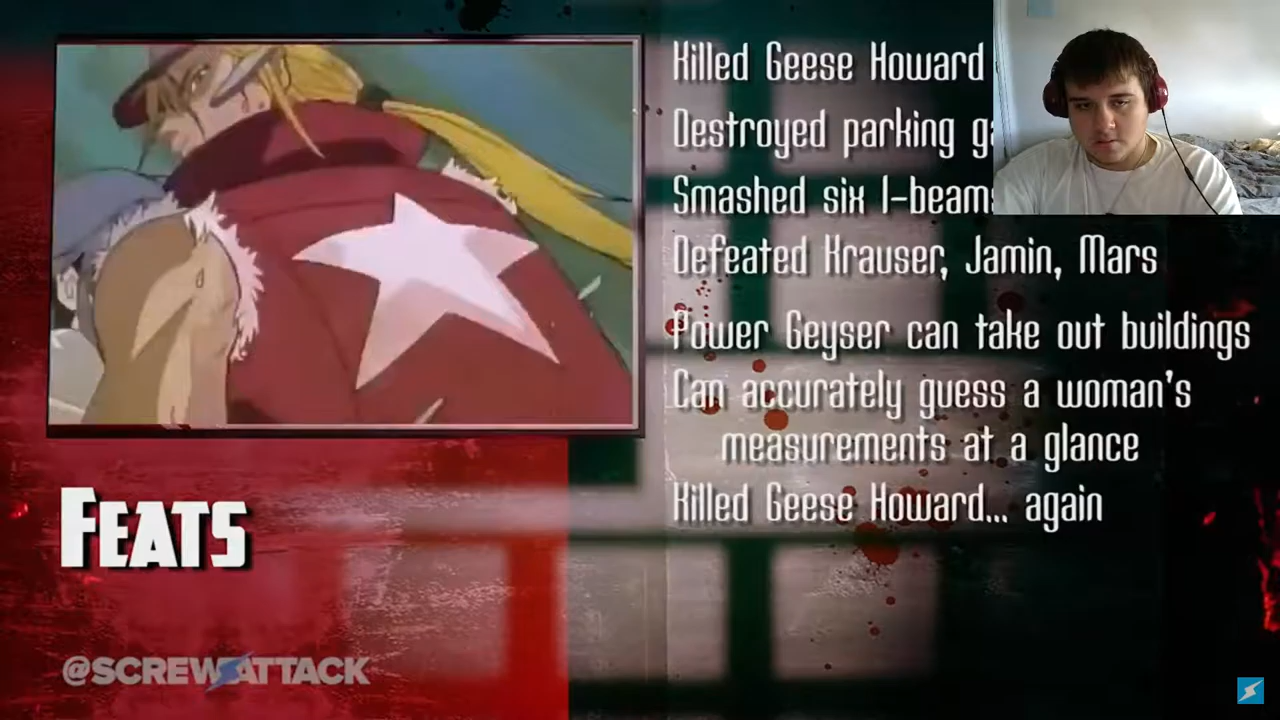 Killed Geese Howard
Destroyed parking
Smashed six I-beams
Defeated Krauser, Jamin, Mars
Power Geyser can take out buildings
Can accurately guess a woman's
measurements at a glance
Killed Geese Howard... again
FEATS
@SCREWATTACK